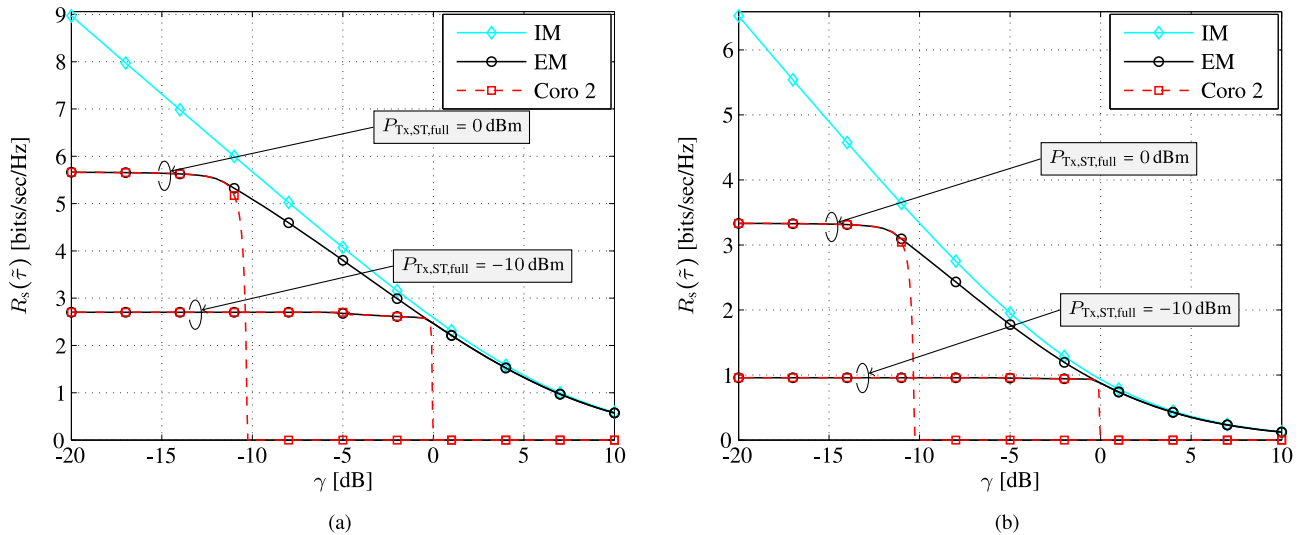 9
8
7
6
5
4
3
2
1
0
R_s(τ̃) [bits/sec/Hz]
IM
EM
Coro 2
P_Tx,ST,full = 0 dBm
P_Tx,ST,full = −10 dBm
-20 -15 -10 -5 0 5 10
γ [dB]
(a)
6
5
4
3
2
1
0
R_s(τ̃) [bits/sec/Hz]
IM
EM
Coro 2
P_Tx,ST,full = 0 dBm
P_Tx,ST,full = −10 dBm
-20 -15 -10 -5 0 5 10
γ [dB]
(b)